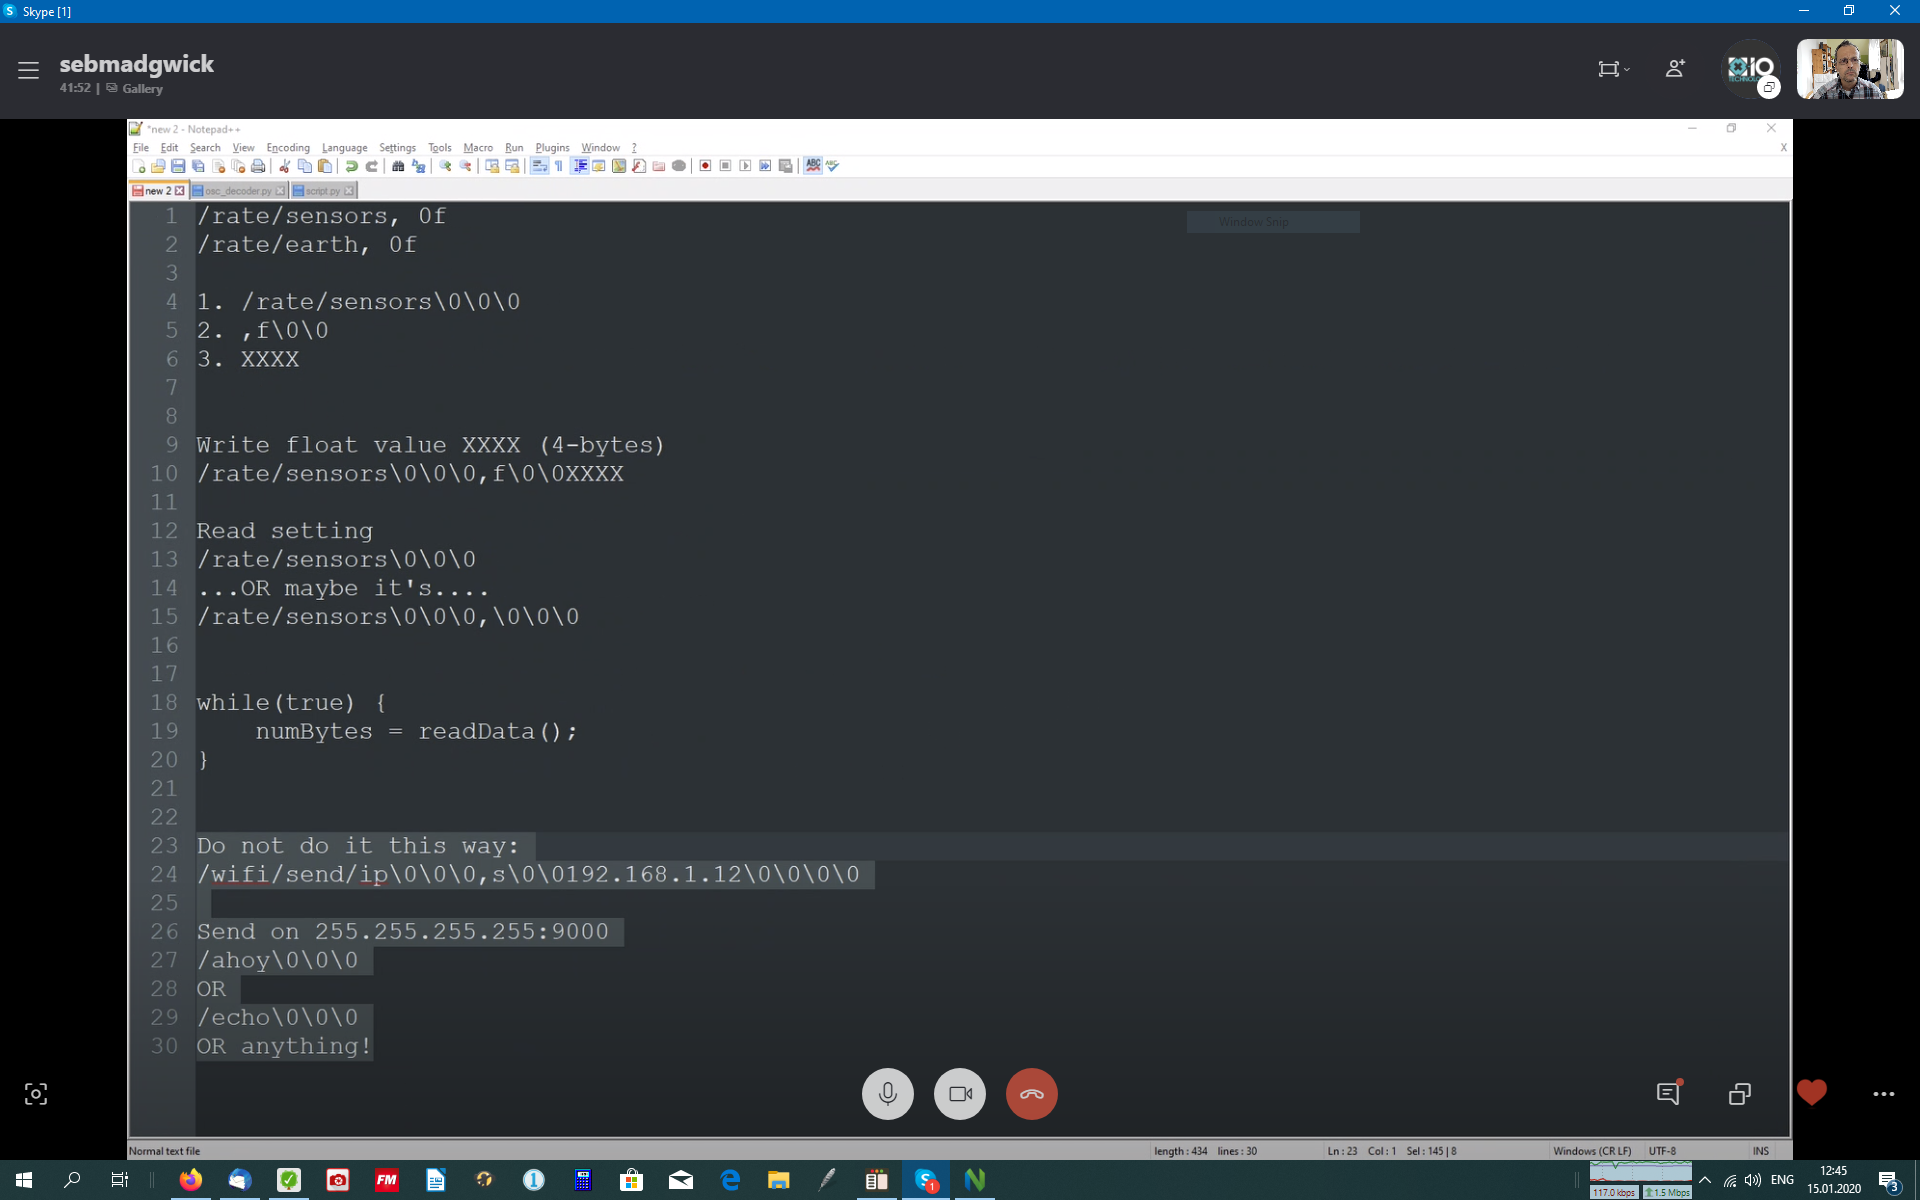 Skype [1]
sebmadgwick
41:52 | Gallery
*new 2 - Notepad++
File Edit Search View Encoding Language Settings Tools Macro Run Plugins Window ?
X
new 2 osc_decoder.py script.py
Window Snip
1 /rate/sensors, 0f
2 /rate/earth, 0f
3
4 1. /rate/sensors\0\0\0
5 2. ,f\0\0
6 3. XXXX
7
8
9 Write float value XXXX (4-bytes)
10 /rate/sensors\0\0\0,f\0\0XXXX
11
12 Read setting
13 /rate/sensors\0\0\0
14 ...OR maybe it's....
15 /rate/sensors\0\0\0,\0\0\0
16
17
18 while(true) {
19 numBytes = readData();
20 }
21
22
23 Do not do it this way:
24 /wifi/send/ip\0\0\0,s\0\0192.168.1.12\0\0\0\0
25
26 Send on 255.255.255.255:9000
27 /ahoy\0\0\0
28 OR
29 /echo\0\0\0
30 OR anything!
Normal text file length : 434 lines : 30 Ln : 23 Col : 1 Sel : 145 | 8 Windows (CR LF) UTF-8 INS
FM
117.0 kbps 1.5 Mbps
ENG
12:45
15.01.2020
3
1